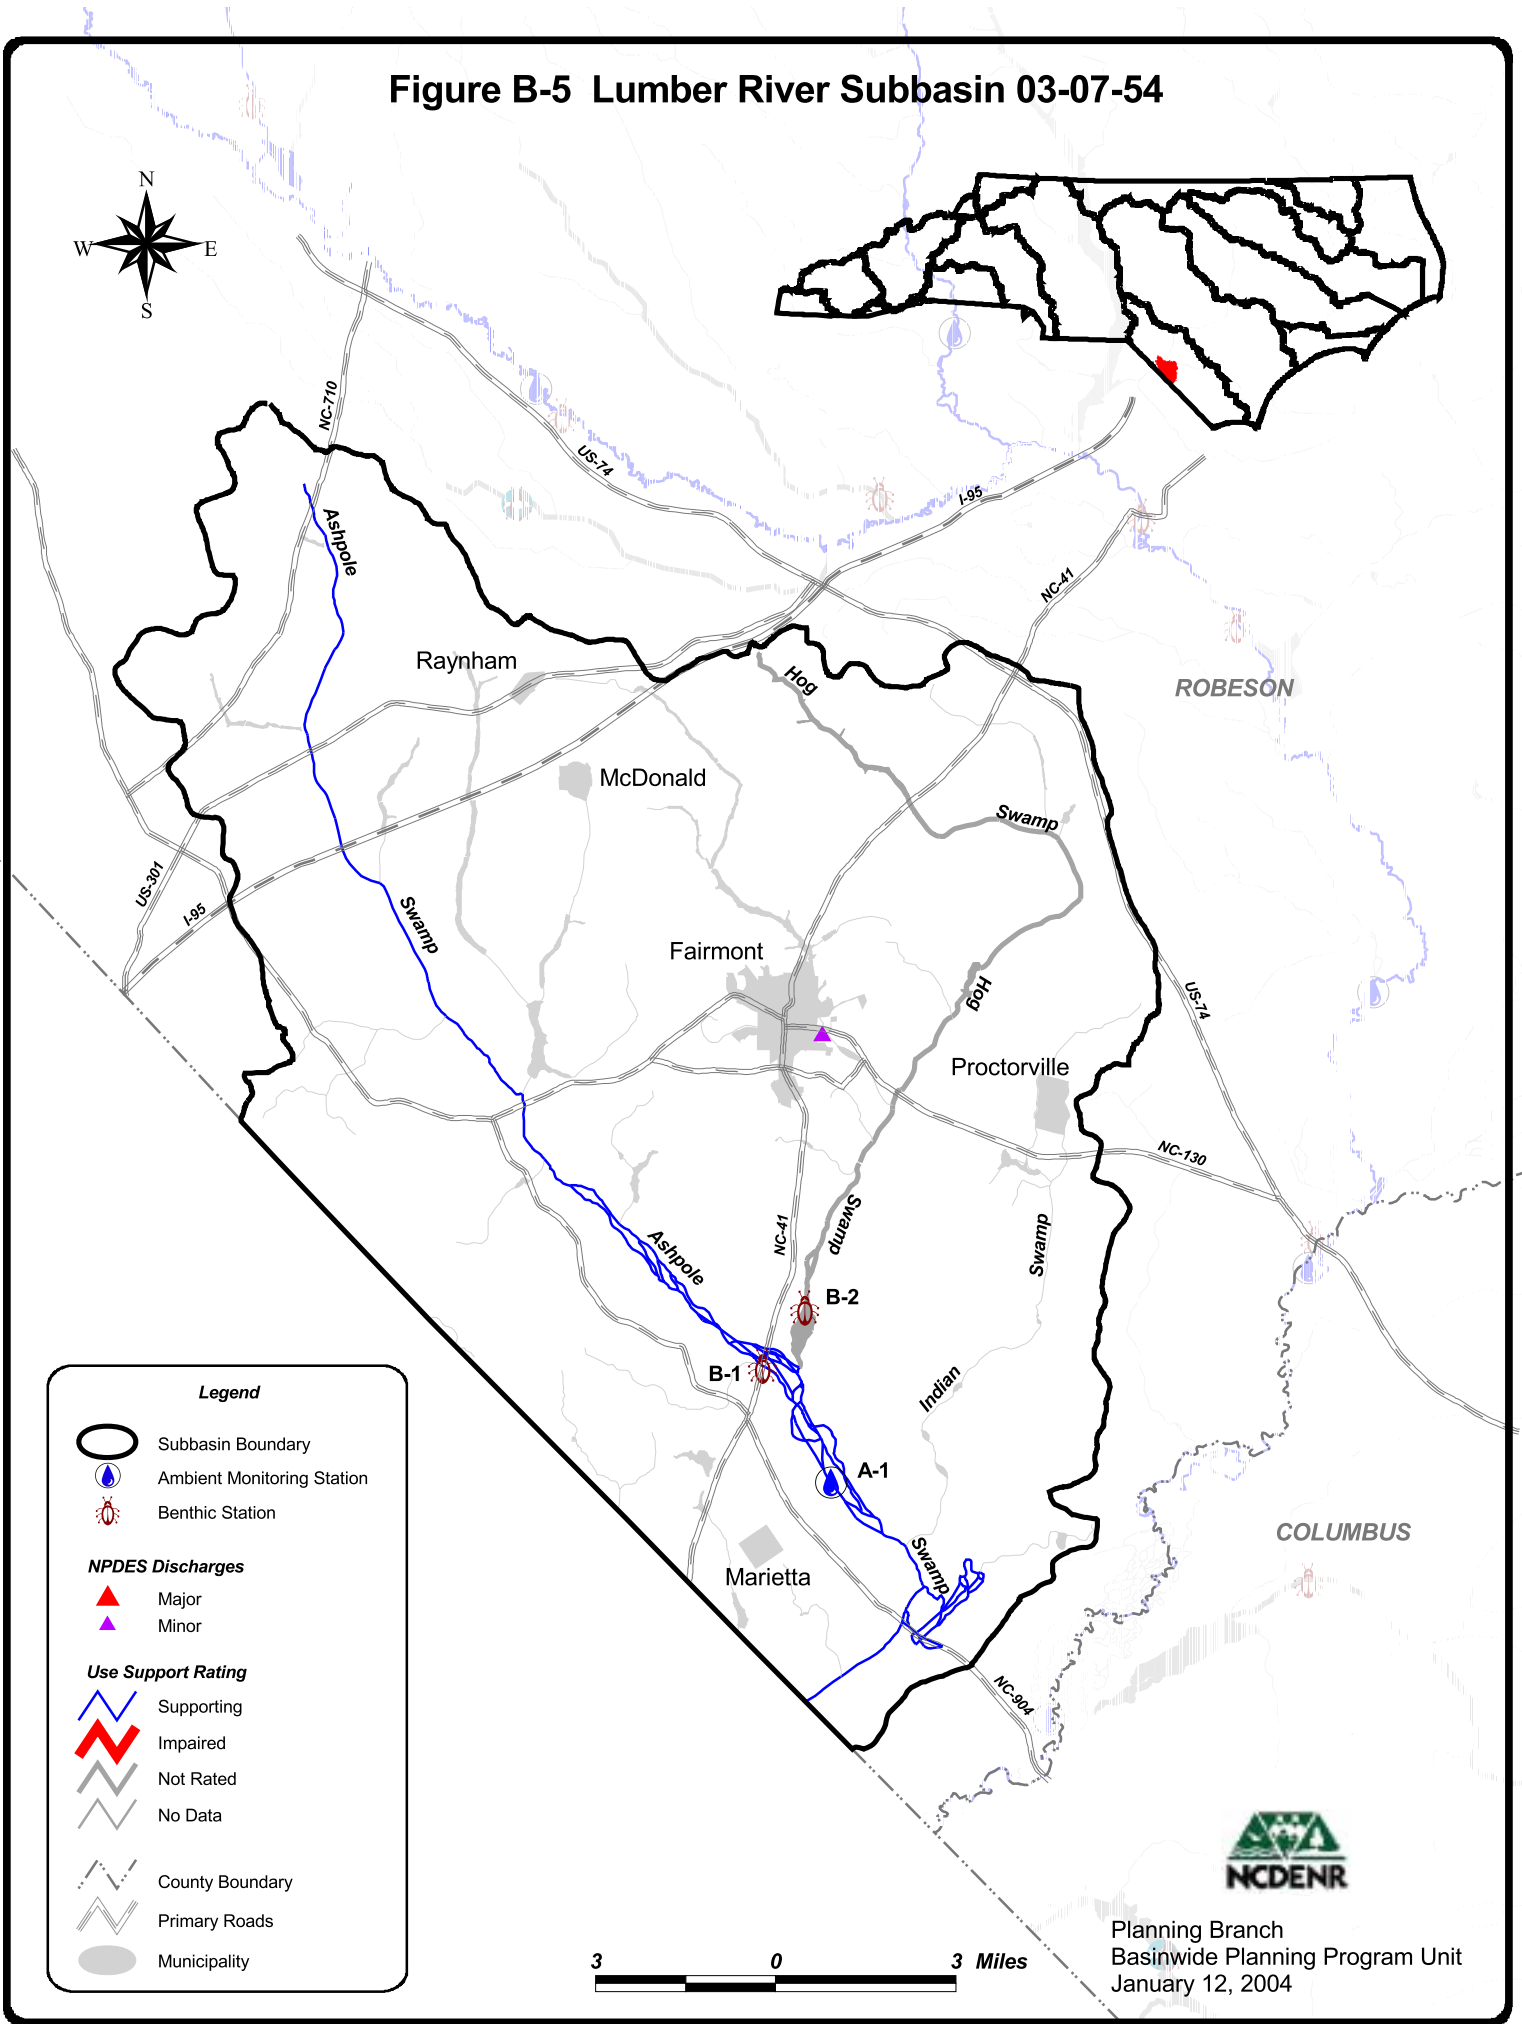 Figure B-5 Lumber River Subbasin 03-07-54
N
W
E
S
NC-710
US-74
I-95
NC-41
Ashpole
Raynham
Hog
ROBESON
McDonald
Swamp
US-301
I-95
Swamp
Fairmont
Hog
US-74
Proctorville
NC-130
Swamp
Swamp
NC-41
Ashpole
B-2
B-1
Indian
A-1
Swamp
COLUMBUS
Marietta
NC-904
Legend
Subbasin Boundary
Ambient Monitoring Station
Benthic Station
NPDES Discharges
Major
Minor
Use Support Rating
Supporting
Impaired
Not Rated
No Data
County Boundary
Primary Roads
Municipality
3 0 3 Miles
NCDENR
Planning Branch
Basinwide Planning Program Unit
January 12, 2004